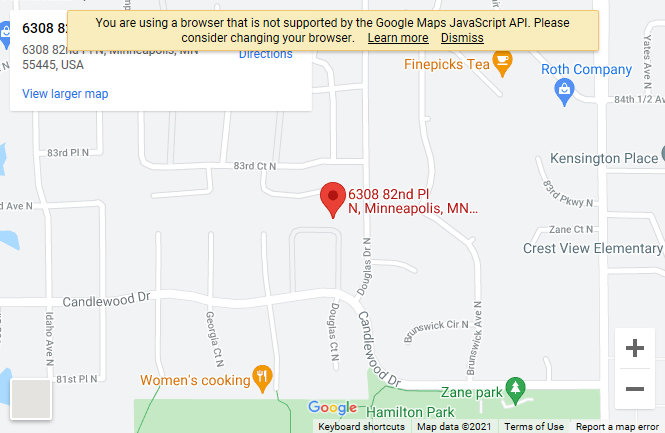 You are using a browser that is not supported by the Google Maps JavaScript API. Please
consider changing your browser. Learn more Dismiss
6308 82
6308 82nd Pl N, Minneapolis, MN
55445, USA
Directions
View larger map
Finepicks Tea
Roth Company
Yates Ave N
84th 1/2 A
83rd Pl N
83rd Ct N
Kensington Place
83rd Pkwy N
6308 82nd Pl
N, Minneapolis, MN...
rd Ave N
Zane Ct N
Crest View Elementary
Douglas Dr N
Candlewood Dr
Idaho Ave N
Georgia Ct N
Douglas Ct N
Candlewood Dr
Brunswick Cir N
Brunswick Ave N
81st Pl N
Women's cooking
Zane park
Hamilton Park
Google
Keyboard shortcuts Map data ©2021 Terms of Use Report a map error